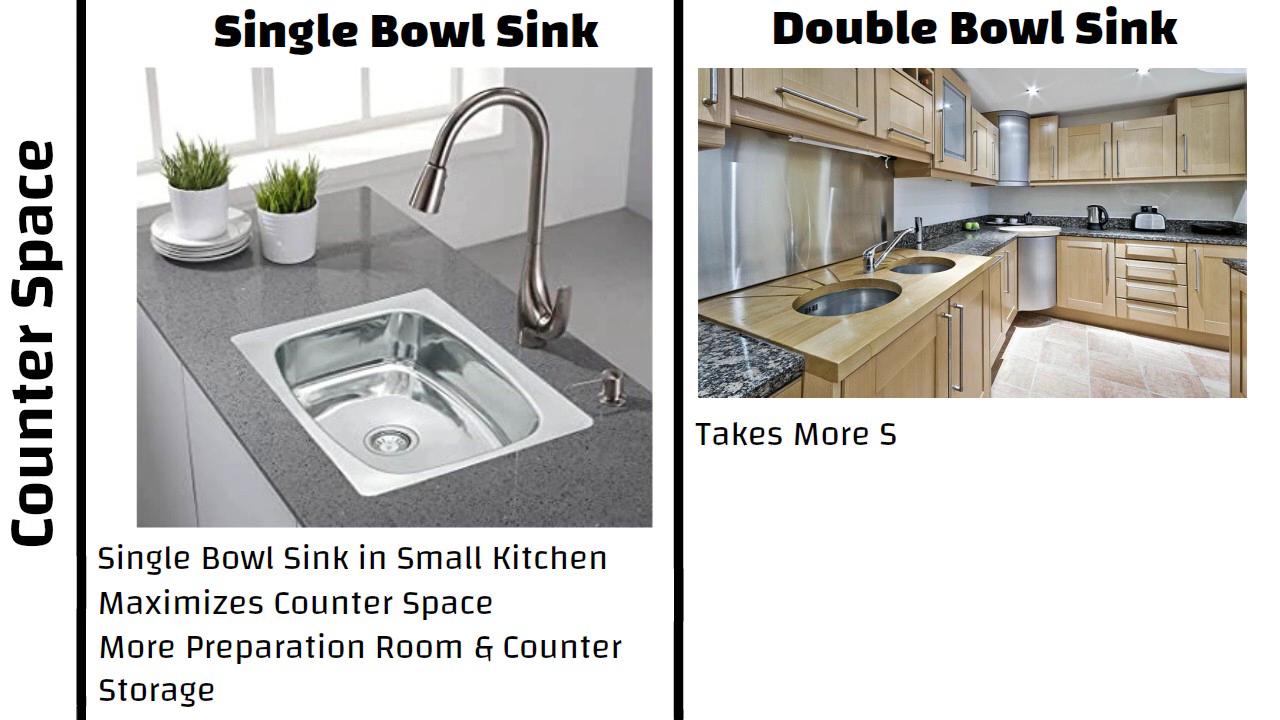 Counter Space
Single Bowl Sink
Single Bowl Sink in Small Kitchen
Maximizes Counter Space
More Preparation Room & Counter
Storage
Double Bowl Sink
Takes More S